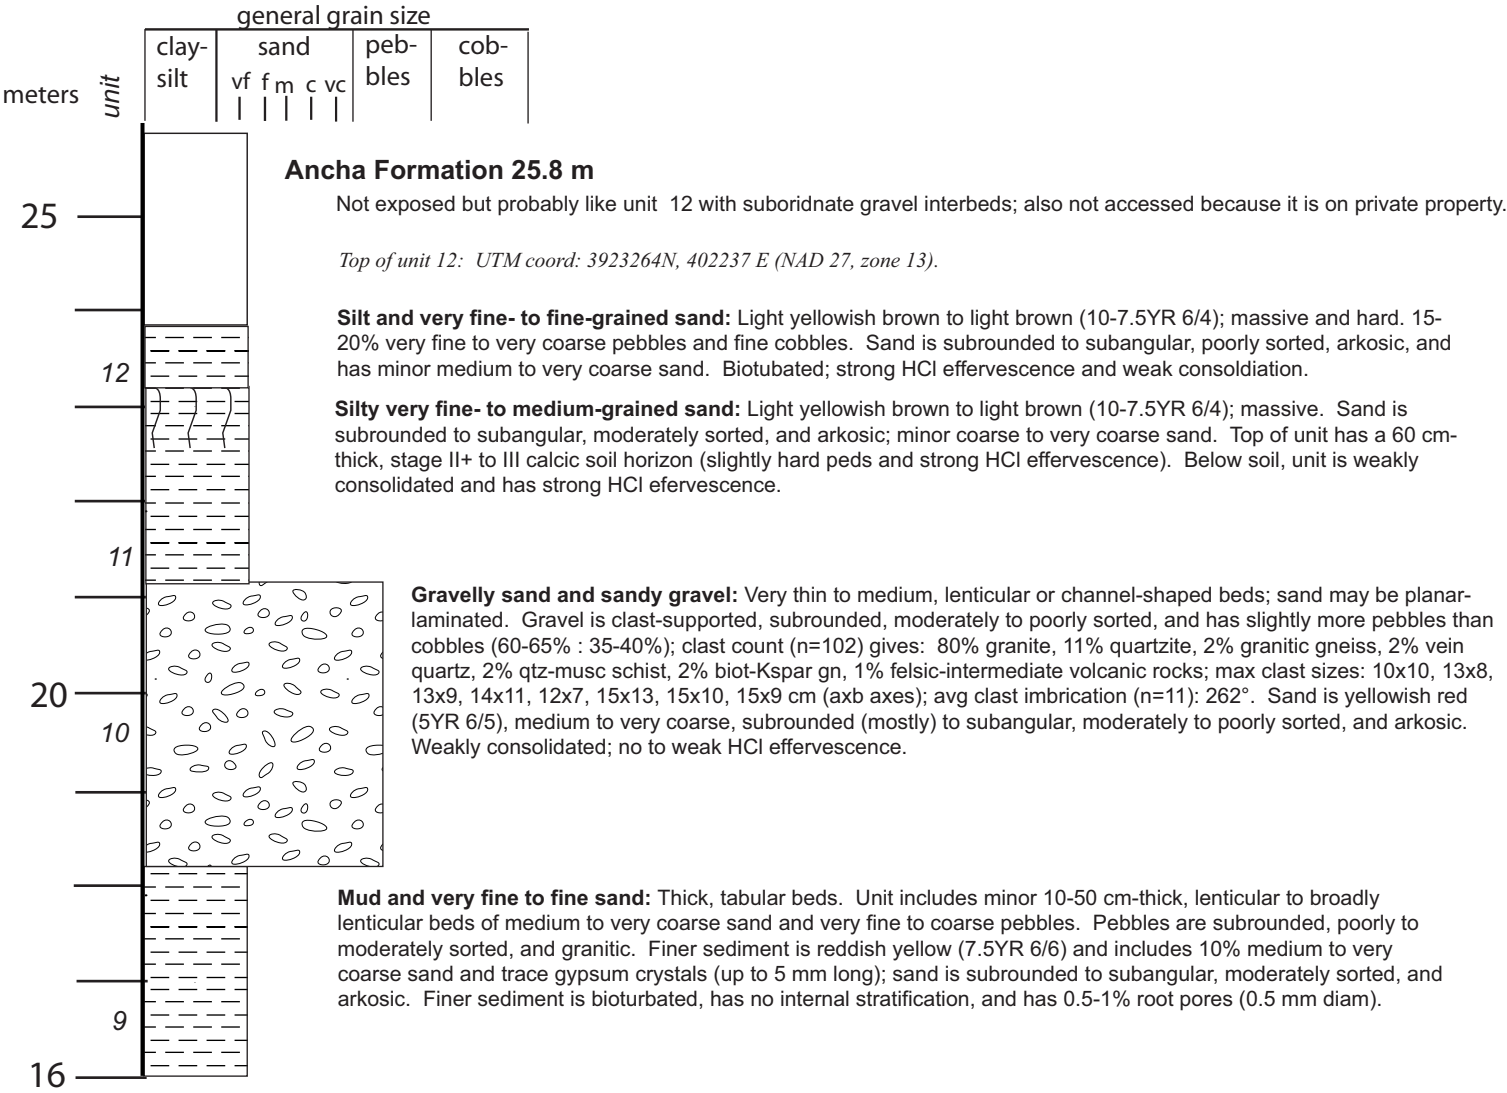 general grain size
clay-
silt
sand
vf f m c vc
peb-
bles
cob-
bles
meters
unit
Ancha Formation 25.8 m
25
Not exposed but probably like unit 12 with suboridnate gravel interbeds; also not accessed because it is on private property.
Top of unit 12: UTM coord: 3923264N, 402237 E (NAD 27, zone 13).
12
Silt and very fine- to fine-grained sand: Light yellowish brown to light brown (10-7.5YR 6/4); massive and hard. 15-
20% very fine to very coarse pebbles and fine cobbles. Sand is subrounded to subangular, poorly sorted, arkosic, and
has minor medium to very coarse sand. Biotubated; strong HCl effervescence and weak consoldiation.
Silty very fine- to medium-grained sand: Light yellowish brown to light brown (10-7.5YR 6/4); massive. Sand is
subrounded to subangular, moderately sorted, and arkosic; minor coarse to very coarse sand. Top of unit has a 60 cm-
thick, stage II+ to III calcic soil horizon (slightly hard peds and strong HCl effervescence). Below soil, unit is weakly
consolidated and has strong HCl efervescence.
11
Gravelly sand and sandy gravel: Very thin to medium, lenticular or channel-shaped beds; sand may be planar-
laminated. Gravel is clast-supported, subrounded, moderately to poorly sorted, and has slightly more pebbles than
cobbles (60-65% : 35-40%); clast count (n=102) gives: 80% granite, 11% quartzite, 2% granitic gneiss, 2% vein
quartz, 2% qtz-musc schist, 2% biot-Kspar gn, 1% felsic-intermediate volcanic rocks; max clast sizes: 10x10, 13x8,
13x9, 14x11, 12x7, 15x13, 15x10, 15x9 cm (axb axes); avg clast imbrication (n=11): 262°. Sand is yellowish red
(5YR 6/5), medium to very coarse, subrounded (mostly) to subangular, moderately to poorly sorted, and arkosic.
Weakly consolidated; no to weak HCl effervescence.
20
10
Mud and very fine to fine sand: Thick, tabular beds. Unit includes minor 10-50 cm-thick, lenticular to broadly
lenticular beds of medium to very coarse sand and very fine to coarse pebbles. Pebbles are subrounded, poorly to
moderately sorted, and granitic. Finer sediment is reddish yellow (7.5YR 6/6) and includes 10% medium to very
coarse sand and trace gypsum crystals (up to 5 mm long); sand is subrounded to subangular, moderately sorted, and
arkosic. Finer sediment is bioturbated, has no internal stratification, and has 0.5-1% root pores (0.5 mm diam).
9
16